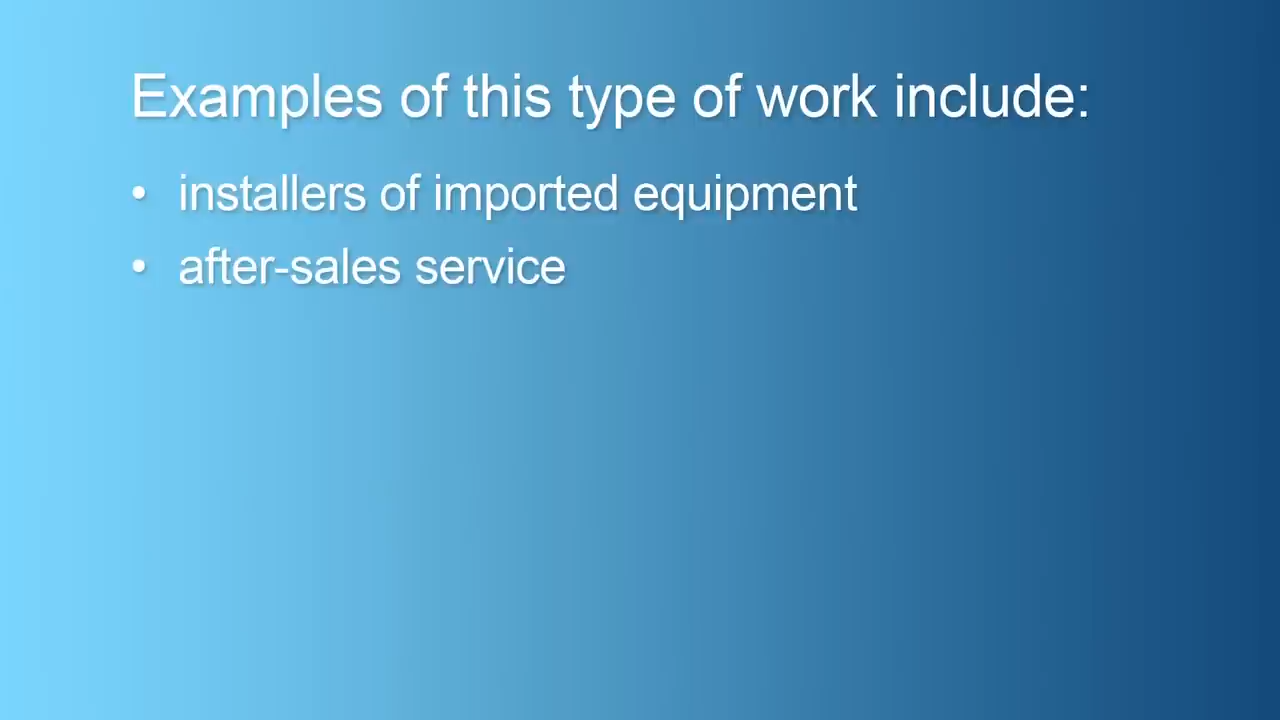 Examples of this type of work include:
• installers of imported equipment
• after-sales service